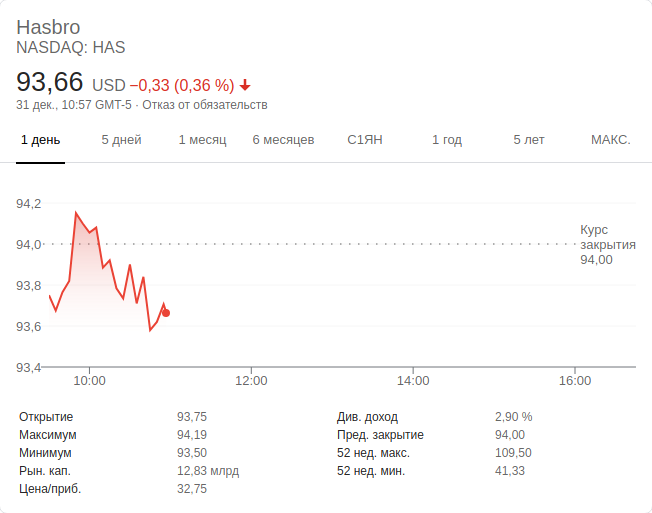 Hasbro
NASDAQ: HAS
93,66 USD −0,33 (0,36 %)
31 дек., 10:57 GMT-5 · Отказ от обязательств
1 день 5 дней 1 месяц 6 месяцев С1ЯН 1 год 5 лет МАКС.
94,2
94,0
93,8
93,6
93,4
Курс
закрытия
94,00
10:00 12:00 14:00 16:00
Открытие 93,75
Максимум 94,19
Минимум 93,50
Рын. кап. 12,83 млрд
Цена/приб. 32,75
Див. доход 2,90 %
Пред. закрытие 94,00
52 нед. макс. 109,50
52 нед. мин. 41,33